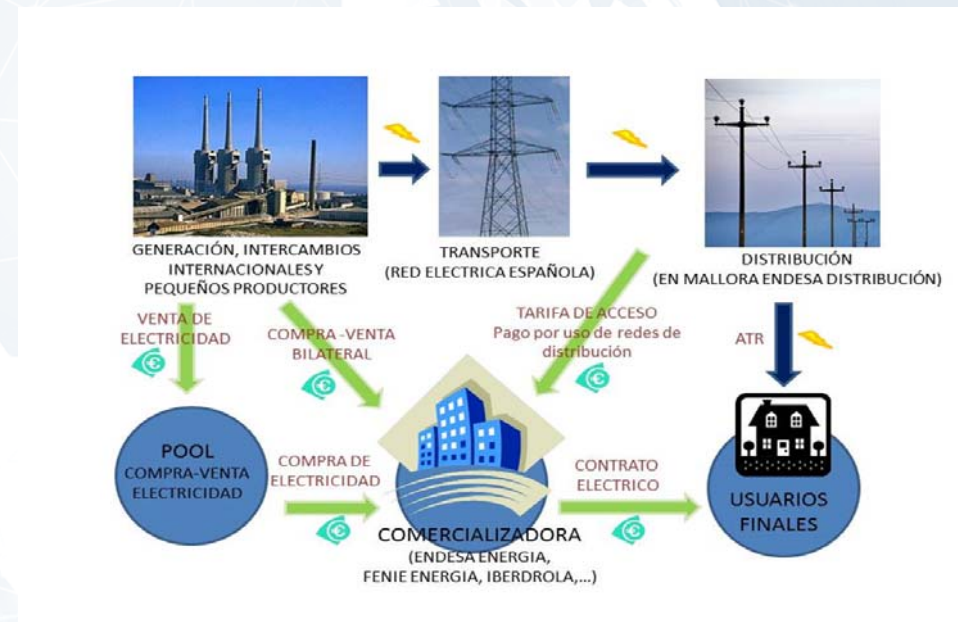 GENERACIÓN, INTERCAMBIOS
INTERNACIONALES Y
PEQUEÑOS PRODUCTORES
TRANSPORTE
(RED ELECTRICA ESPAÑOLA)
DISTRIBUCIÓN
(EN MALLORA ENDESA DISTRIBUCIÓN)
VENTA DE
ELECTRICIDAD
COMPRA -VENTA
BILATERAL
TARIFA DE ACCESO
Pago por uso de redes de
distribución
ATR
POOL
COMPRA-VENTA
ELECTRICIDAD
COMPRA DE
ELECTRICIDAD
CONTRATO
ELECTRICO
USUARIOS
FINALES
COMERCIALIZADORA
(ENDESA ENERGIA,
FENIE ENERGIA, IBERDROLA,...)